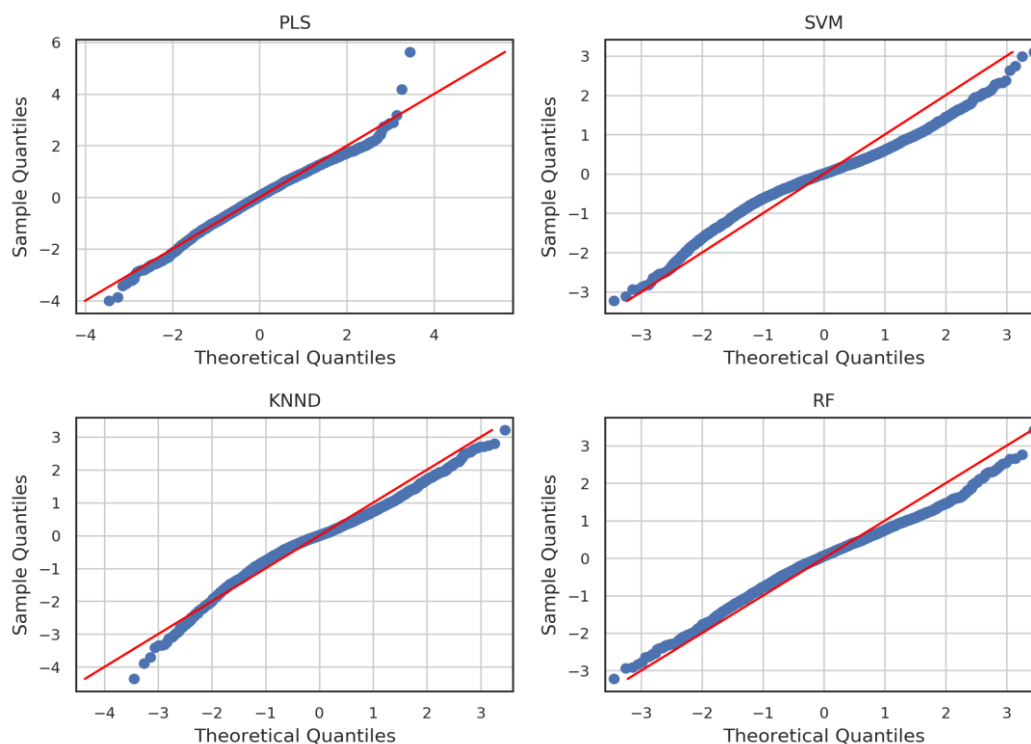 PLS
6
4
2
0
−2
−4
Sample Quantiles
−4 −2 0 2 4
Theoretical Quantiles
SVM
3
2
1
0
−1
−2
−3
Sample Quantiles
−3 −2 −1 0 1 2 3
Theoretical Quantiles
KNND
3
2
1
0
−1
−2
−3
−4
Sample Quantiles
−4 −3 −2 −1 0 1 2 3
Theoretical Quantiles
RF
3
2
1
0
−1
−2
−3
Sample Quantiles
−3 −2 −1 0 1 2 3
Theoretical Quantiles